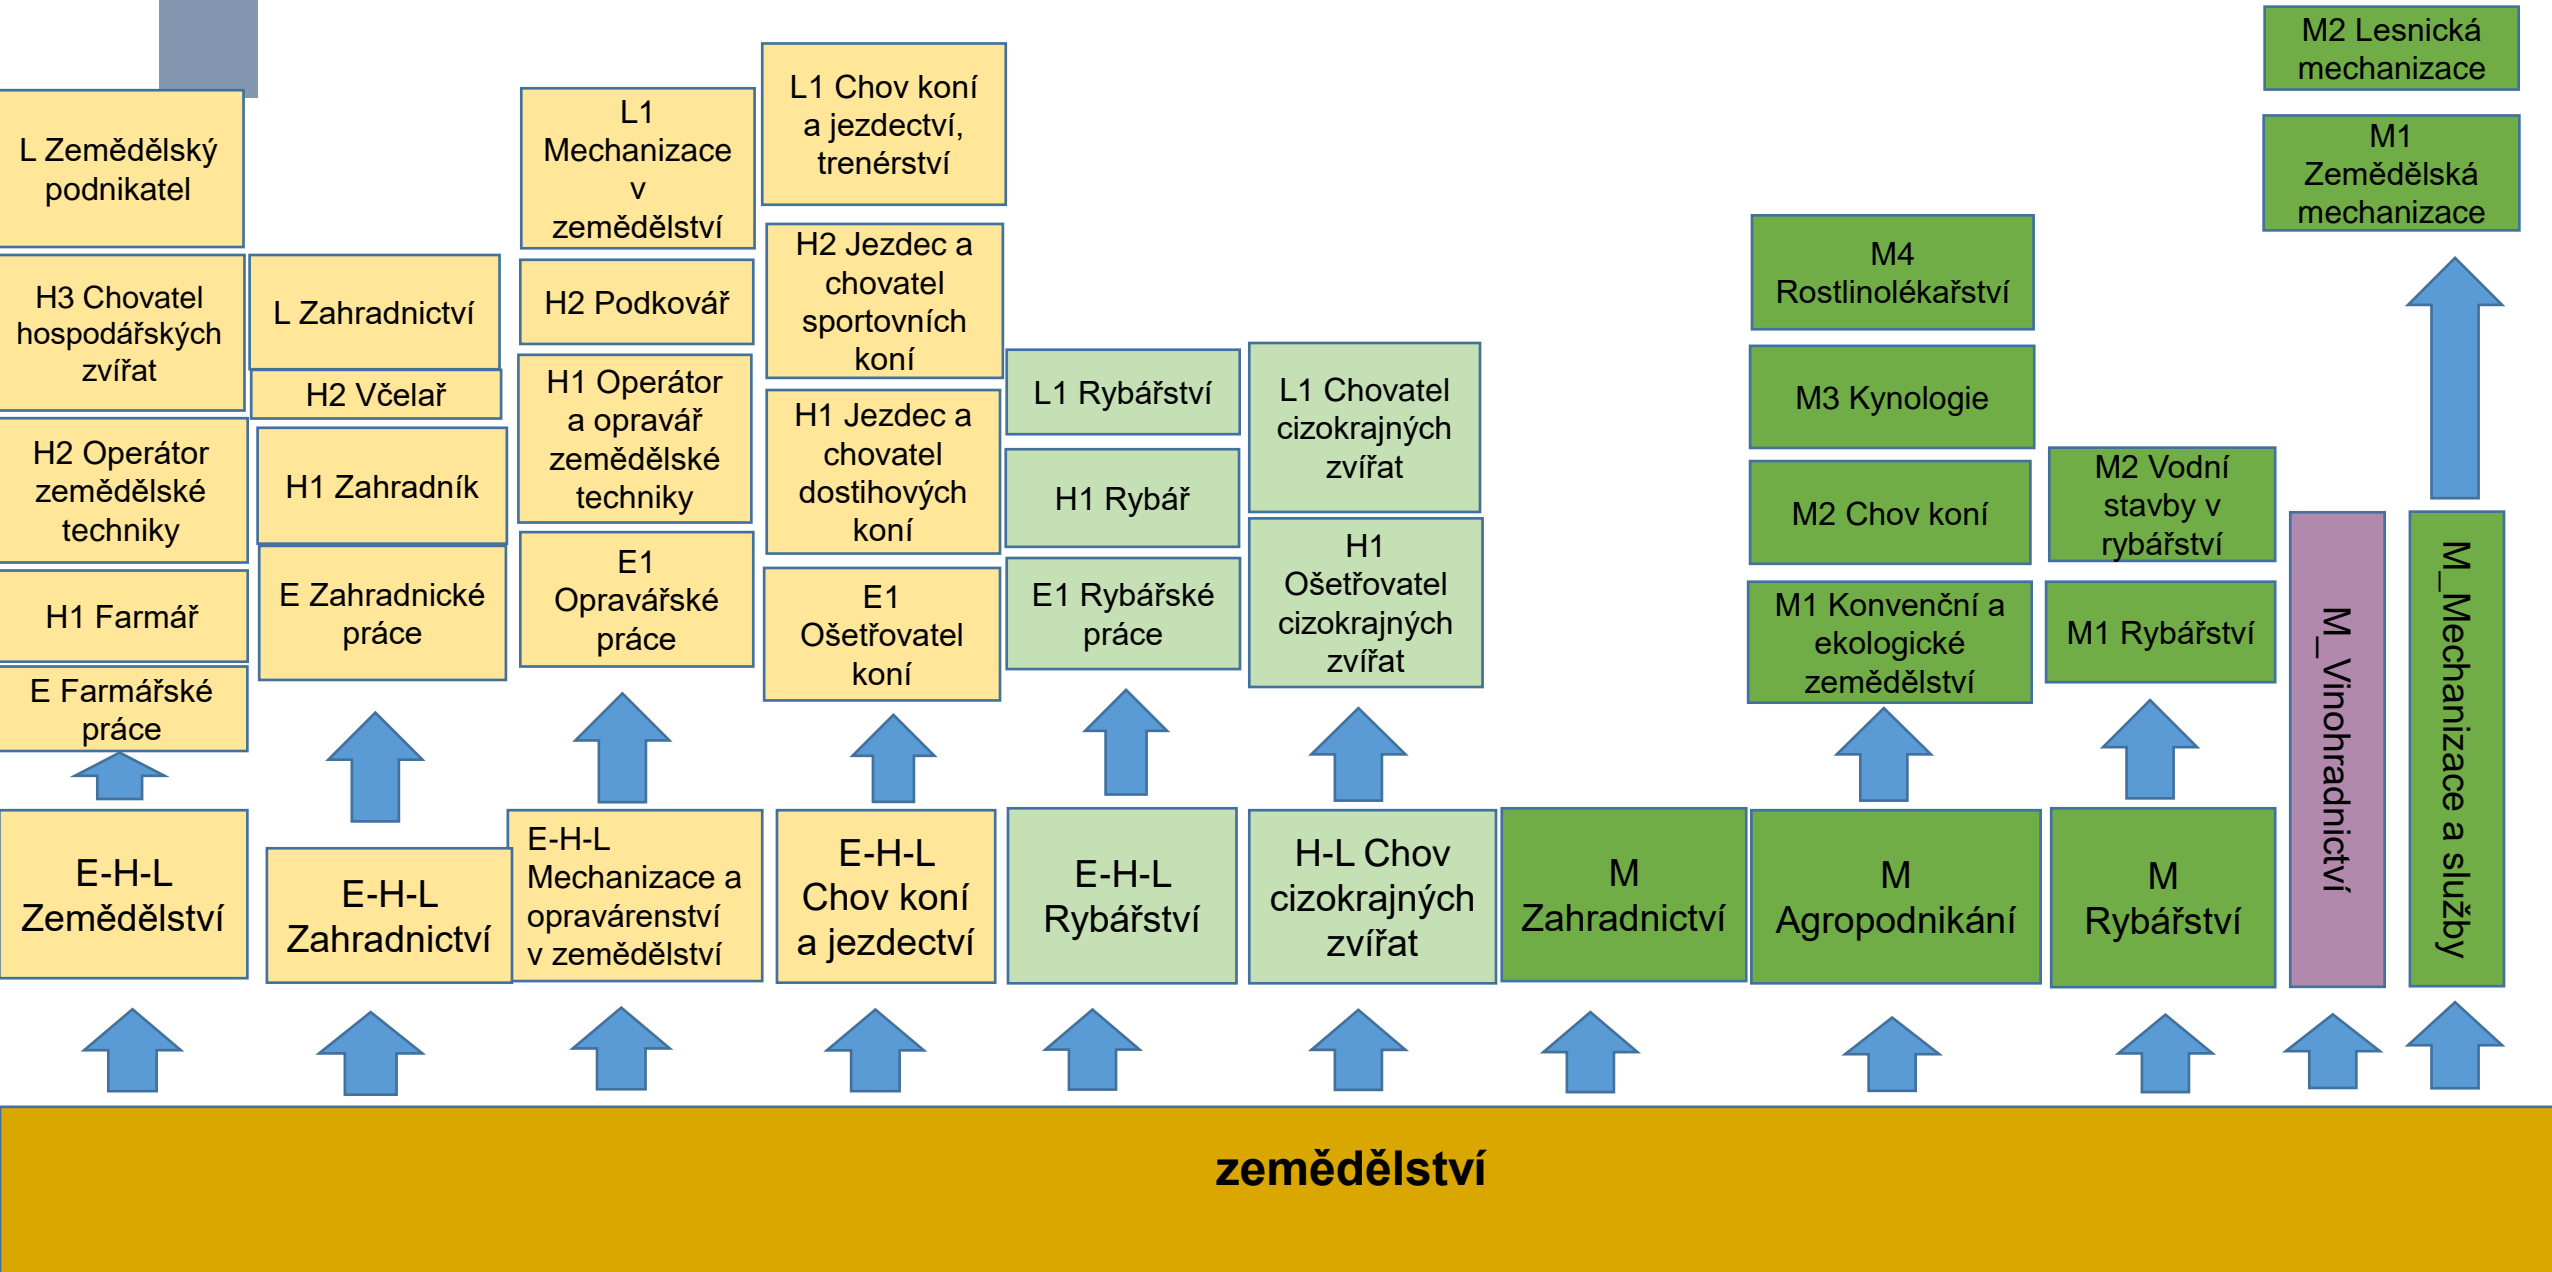 L Zemědělský
podnikatel
H3 Chovatel
hospodářských
zvířat
H2 Operátor
zemědělské
techniky
H1 Farmář
E Farmářské
práce
E-H-L
Zemědělství
L Zahradnictví
H2 Včelař
H1 Zahradník
E Zahradnické
práce
E-H-L
Zahradnictví
L1
Mechanizace
v
zemědělství
H2 Podkovář
H1 Operátor
a opravář
zemědělské
techniky
E1
Opravářské
práce
E-H-L
Mechanizace a
opravárenství
v zemědělství
L1 Chov koní
a jezdectví,
trenérství
H2 Jezdec a
chovatel
sportovních
koní
H1 Jezdec a
chovatel
dostihových
koní
E1
Ošetřovatel
koní
E-H-L
Chov koní
a jezdectví
L1 Rybářství
H1 Rybář
E1 Rybářské
práce
E-H-L
Rybářství
L1 Chovatel
cizokrajných
zvířat
H1
Ošetřovatel
cizokrajných
zvířat
H-L Chov
cizokrajných
zvířat
M
Zahradnictví
M4
Rostlinolékařství
M3 Kynologie
M2 Chov koní
M1 Konvenční a
ekologické
zemědělství
M
Agropodnikání
M2 Vodní
stavby v
rybářství
M1 Rybářství
M
Rybářství
M_Vinohradnictví
M2 Lesnická
mechanizace
M1
Zemědělská
mechanizace
M_Mechanizace a služby
zemědělství